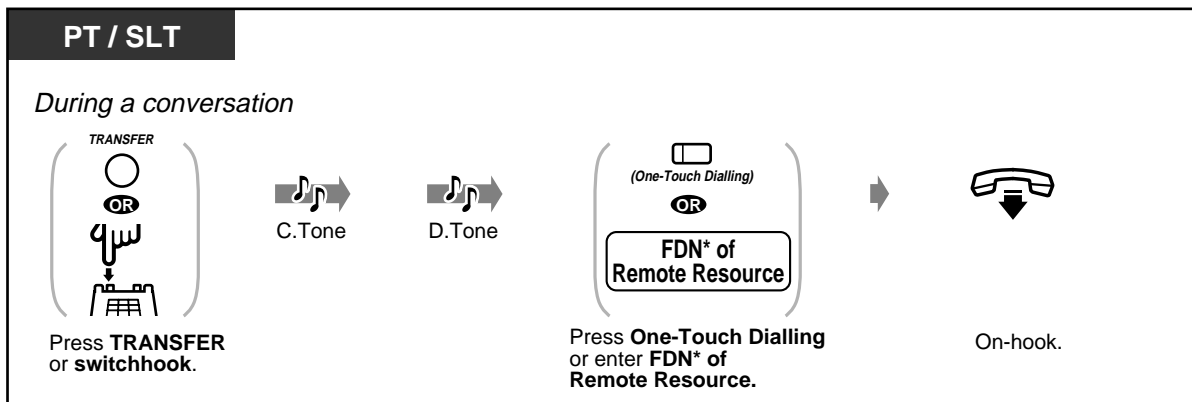 PT / SLT
During a conversation
TRANSFER
OR
Press TRANSFER
or switchhook.
C.Tone
D.Tone
(One-Touch Dialling)
OR
FDN* of
Remote Resource
Press One-Touch Dialling
or enter FDN* of
Remote Resource.
On-hook.